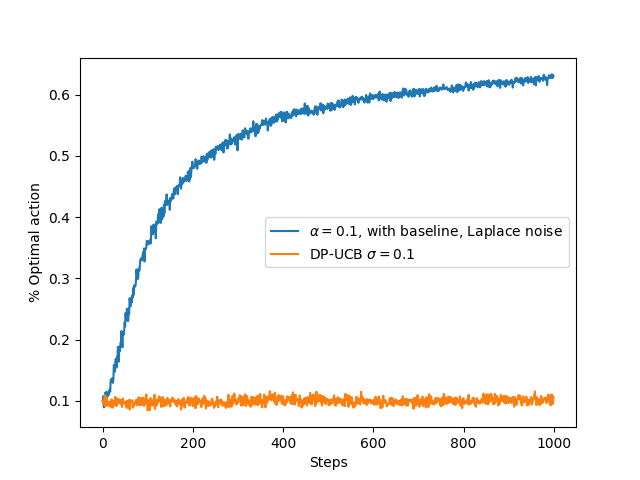 0.6
0.5
0.4
0.3
0.2
0.1
% Optimal action
α = 0.1, with baseline, Laplace noise
DP-UCB σ = 0.1
0 200 400 600 800 1000
Steps